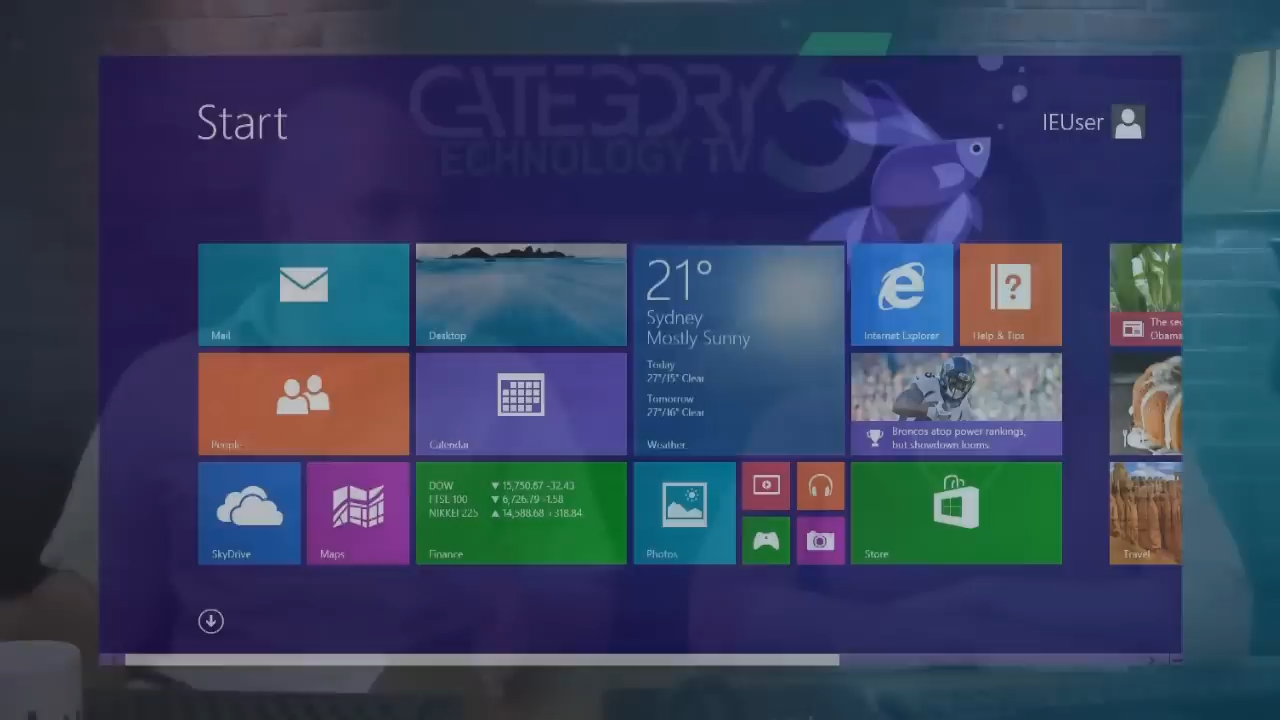 CATEGORY 5
TECHNOLOGY TV
Start
IEUser
Mail
Desktop
21°
Sydney
Mostly Sunny
Today
27°/15° Clear
Tomorrow
27°/16° Clear
Weather
Internet Explorer
Help & Tips
The sec
Obama
People
Calendar
Broncos atop power rankings,
but showdown looms
SkyDrive
Maps
DOW ▼ 15,750.67 -32.43
FTSE 100 ▼ 6,726.79 -1.58
NIKKEI 225 ▲ 14,588.68 +318.84
Finance
Photos
Store
Travel